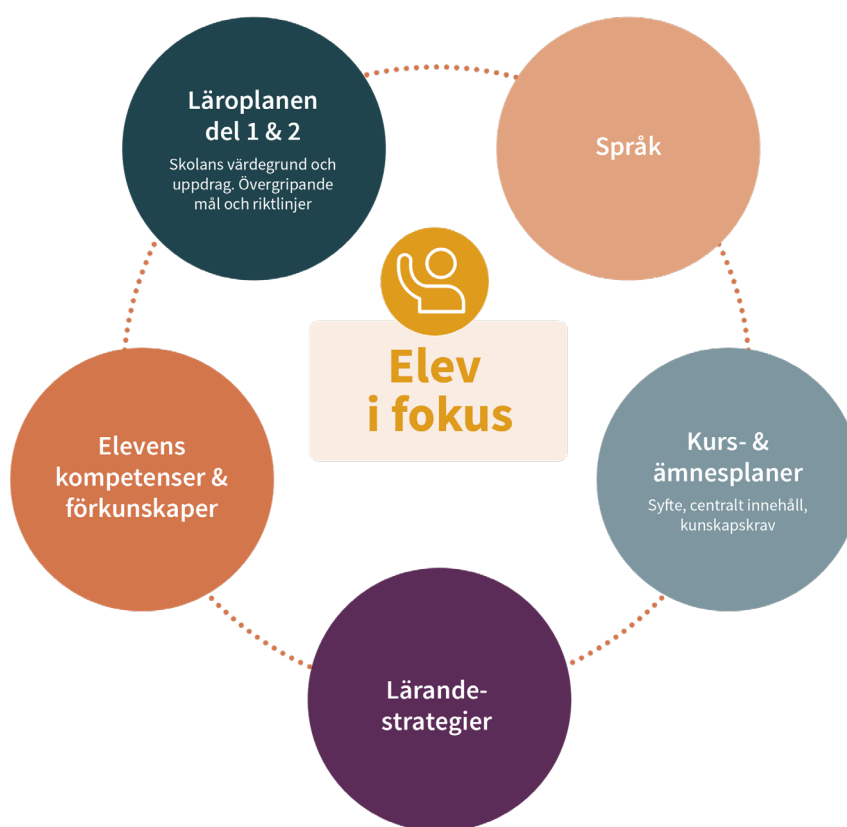 Läroplanen
del 1 & 2
Skolans värdegrund och
uppdrag. Övergripande
mål och riktlinjer
Språk
Elev
i fokus
Elevens
kompetenser &
förkunskaper
Kurs- &
ämnesplaner
Syfte, centralt innehåll,
kunskapskrav
Lärande-
strategier